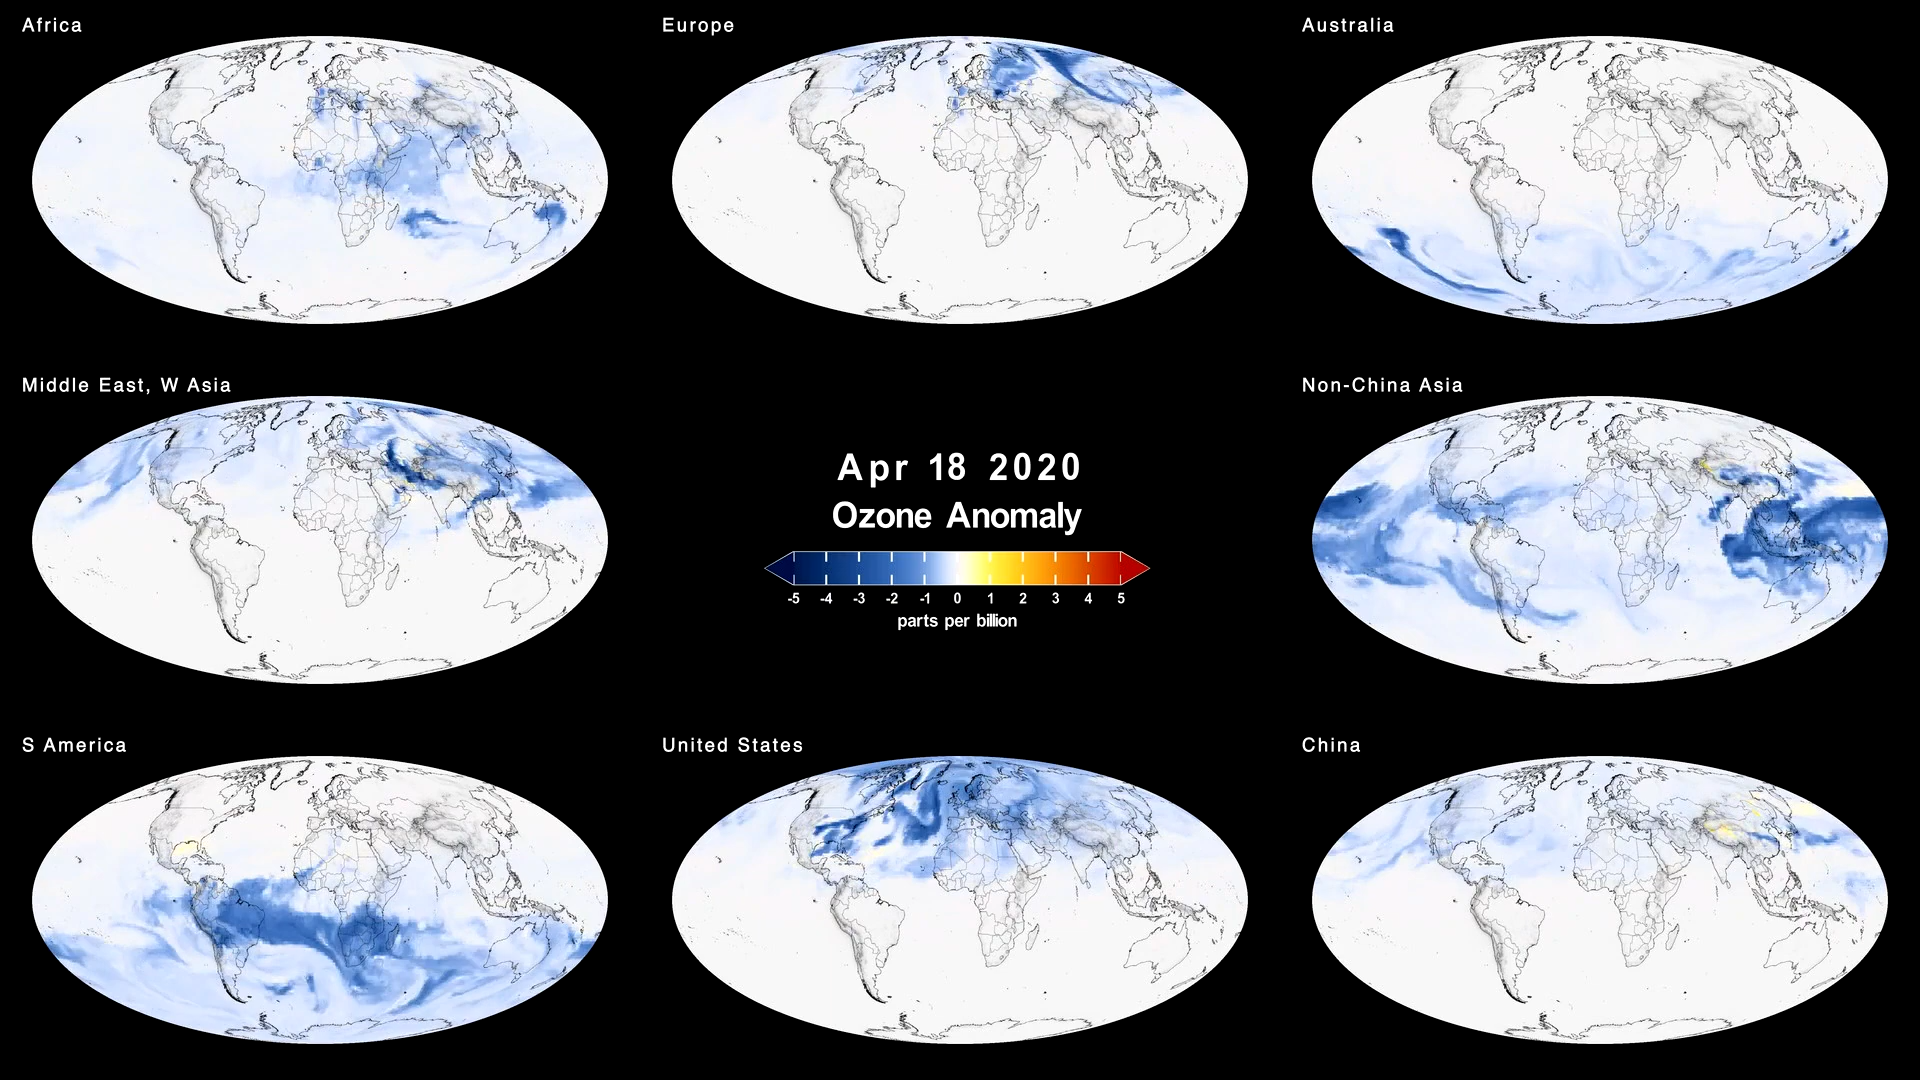 Africa
Europe
Australia
Middle East, W Asia
Non-China Asia
Apr 18 2020
Ozone Anomaly
-5 -4 -3 -2 -1 0 1 2 3 4 5
parts per billion
S America
United States
China